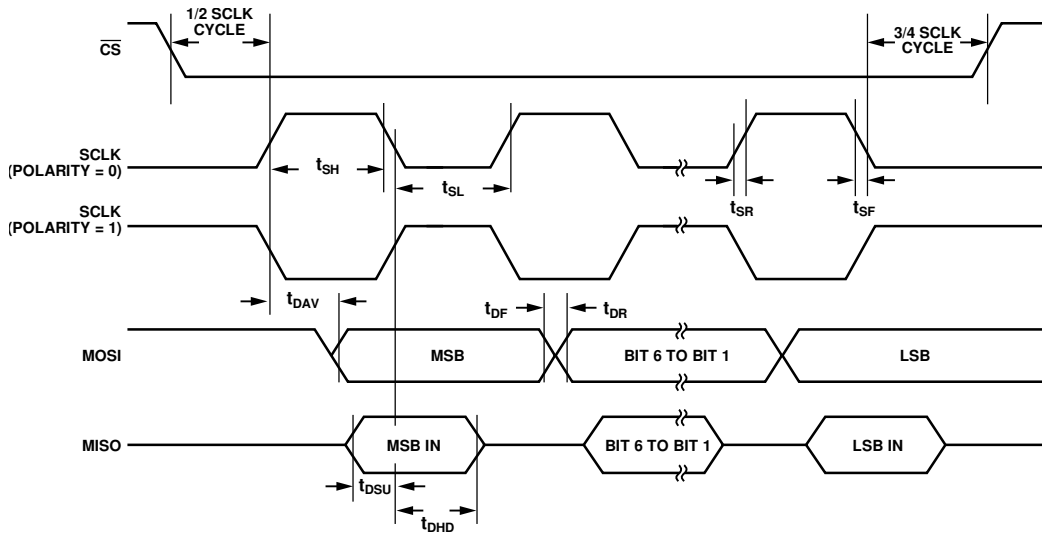 1/2 SCLK
CYCLE
3/4 SCLK
CYCLE
CS
SCLK
(POLARITY = 0)
tSH
tSL
tSR
tSF
SCLK
(POLARITY = 1)
tDAV
tDF
tDR
MOSI
MSB
BIT 6 TO BIT 1
LSB
MISO
MSB IN
BIT 6 TO BIT 1
LSB IN
tDSU
tDHD